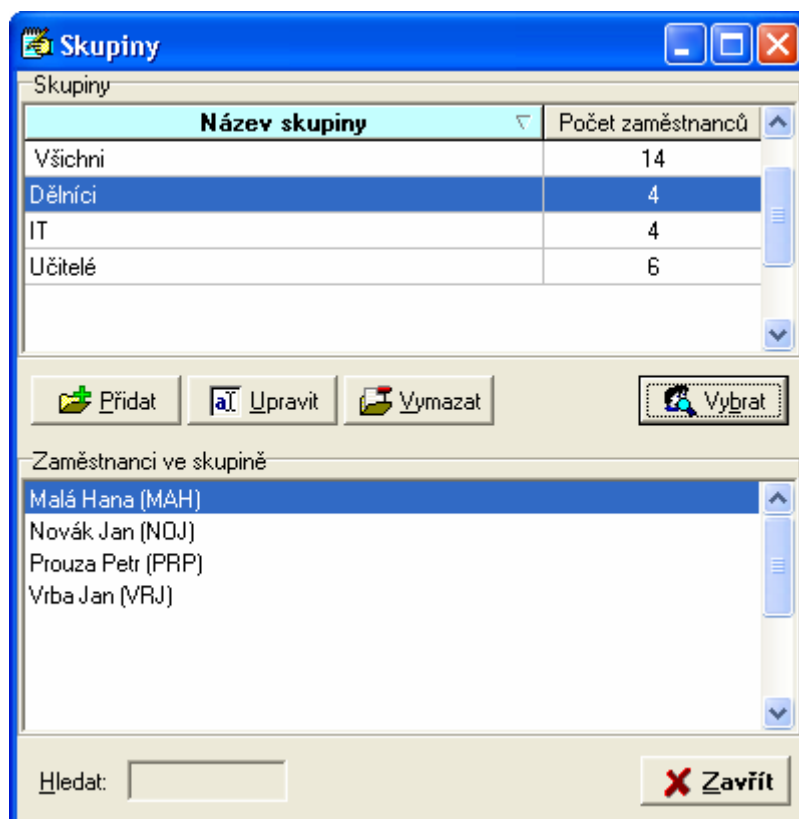 Skupiny
Skupiny
Název skupiny Počet zaměstnanců
Všichni 14
Dělníci 4
IT 4
Učitelé 6
Přidat Upravit Vymazat Vybrat
Zaměstnanci ve skupině
Malá Hana (MAH)
Novák Jan (NOJ)
Prouza Petr (PRP)
Vrba Jan (VRJ)
Hledat: Zavřít